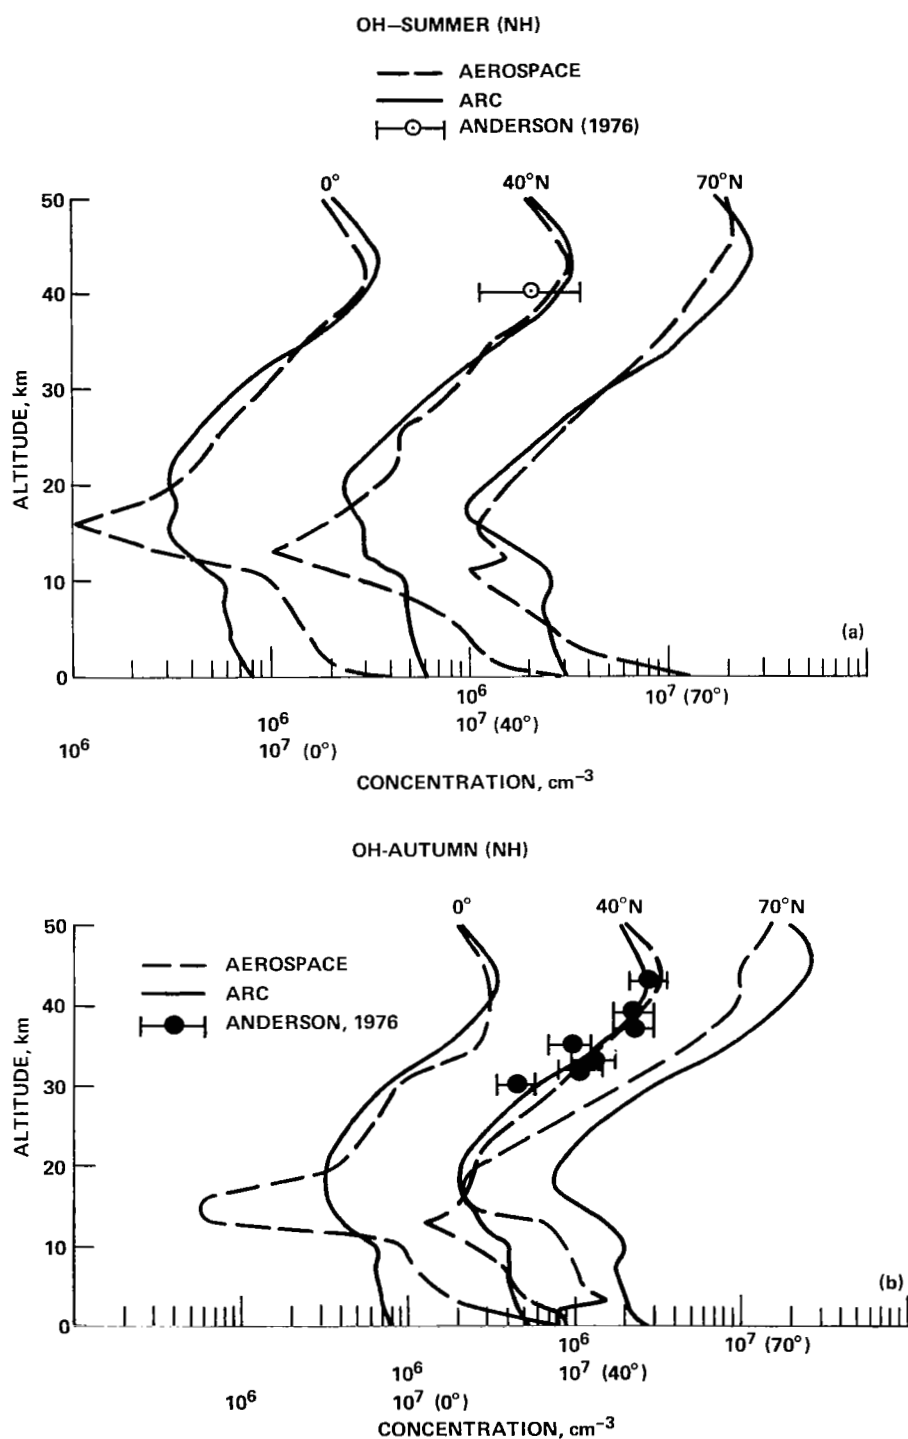 OH–SUMMER (NH)
AEROSPACE
ARC
ANDERSON (1976)
0° 40°N 70°N
50
40
30
20
10
0
ALTITUDE, km
(a)
10⁶ 10⁷ (70°)
10⁶ 10⁷ (40°)
10⁶ 10⁷ (0°)
CONCENTRATION, cm⁻³
OH-AUTUMN (NH)
0° 40°N 70°N
AEROSPACE
ARC
ANDERSON, 1976
50
40
30
20
10
0
ALTITUDE, km
(b)
10⁶ 10⁷ (70°)
10⁶ 10⁷ (40°)
10⁶ 10⁷ (0°)
CONCENTRATION, cm⁻³